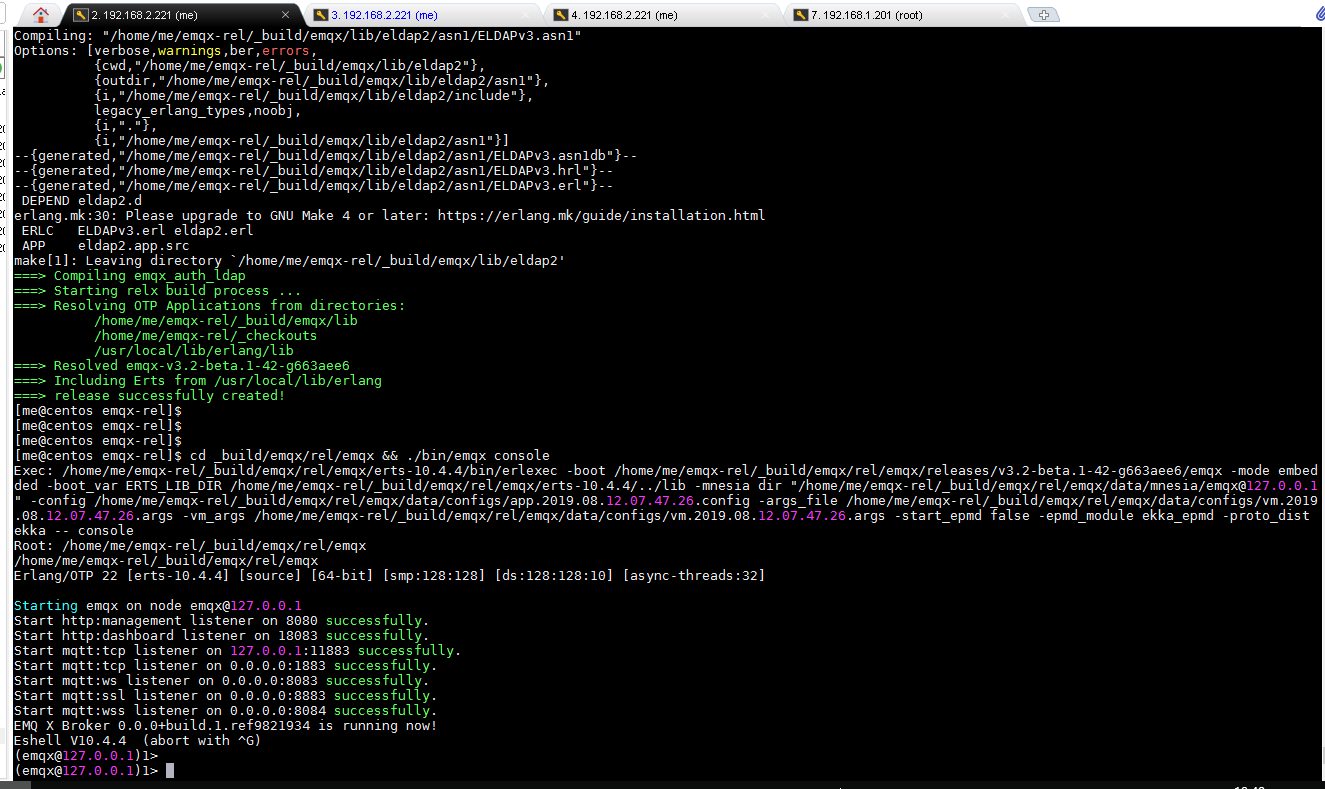 2. 192.168.2.221 (me)
3. 192.168.2.221 (me)
4. 192.168.2.221 (me)
7. 192.168.1.201 (root)
Compiling: "/home/me/emqx-rel/_build/emqx/lib/eldap2/asn1/ELDAPv3.asn1"
Options: [verbose,warnings,ber,errors,
          {cwd,"/home/me/emqx-rel/_build/emqx/lib/eldap2"},
          {outdir,"/home/me/emqx-rel/_build/emqx/lib/eldap2/asn1"},
          {i,"/home/me/emqx-rel/_build/emqx/lib/eldap2/include"},
          legacy_erlang_types,noobj,
          {i,"."},
          {i,"/home/me/emqx-rel/_build/emqx/lib/eldap2/asn1"}]
--{generated,"/home/me/emqx-rel/_build/emqx/lib/eldap2/asn1/ELDAPv3.asn1db"}--
--{generated,"/home/me/emqx-rel/_build/emqx/lib/eldap2/asn1/ELDAPv3.hrl"}--
--{generated,"/home/me/emqx-rel/_build/emqx/lib/eldap2/asn1/ELDAPv3.erl"}--
 DEPEND eldap2.d
erlang.mk:30: Please upgrade to GNU Make 4 or later: https://erlang.mk/guide/installation.html
 ERLC   ELDAPv3.erl eldap2.erl
 APP    eldap2.app.src
make[1]: Leaving directory `/home/me/emqx-rel/_build/emqx/lib/eldap2'
===> Compiling emqx_auth_ldap
===> Starting relx build process ...
===> Resolving OTP Applications from directories:
          /home/me/emqx-rel/_build/emqx/lib
          /home/me/emqx-rel/_checkouts
          /usr/local/lib/erlang/lib
===> Resolved emqx-v3.2-beta.1-42-g663aee6
===> Including Erts from /usr/local/lib/erlang
===> release successfully created!
[me@centos emqx-rel]$
[me@centos emqx-rel]$
[me@centos emqx-rel]$
[me@centos emqx-rel]$ cd _build/emqx/rel/emqx && ./bin/emqx console
Exec: /home/me/emqx-rel/_build/emqx/rel/emqx/erts-10.4.4/bin/erlexec -boot /home/me/emqx-rel/_build/emqx/rel/emqx/releases/v3.2-beta.1-42-g663aee6/emqx -mode embed
ded -boot_var ERTS_LIB_DIR /home/me/emqx-rel/_build/emqx/rel/emqx/erts-10.4.4/../lib -mnesia dir "/home/me/emqx-rel/_build/emqx/rel/emqx/data/mnesia/emqx@127.0.0.1
" -config /home/me/emqx-rel/_build/emqx/rel/emqx/data/configs/app.2019.08.12.07.47.26.config -args_file /home/me/emqx-rel/_build/emqx/rel/emqx/data/configs/vm.2019
.08.12.07.47.26.args -vm_args /home/me/emqx-rel/_build/emqx/rel/emqx/data/configs/vm.2019.08.12.07.47.26.args -start_epmd false -epmd_module ekka_epmd -proto_dist
ekka -- console
Root: /home/me/emqx-rel/_build/emqx/rel/emqx
/home/me/emqx-rel/_build/emqx/rel/emqx
Erlang/OTP 22 [erts-10.4.4] [source] [64-bit] [smp:128:128] [ds:128:128:10] [async-threads:32]
Starting emqx on node emqx@127.0.0.1
Start http:management listener on 8080 successfully.
Start http:dashboard listener on 18083 successfully.
Start mqtt:tcp listener on 127.0.0.1:11883 successfully.
Start mqtt:tcp listener on 0.0.0.0:1883 successfully.
Start mqtt:ws listener on 0.0.0.0:8083 successfully.
Start mqtt:ssl listener on 0.0.0.0:8883 successfully.
Start mqtt:wss listener on 0.0.0.0:8084 successfully.
EMQ X Broker 0.0.0+build.1.ref9821934 is running now!
Eshell V10.4.4  (abort with ^G)
(emqx@127.0.0.1)1>
(emqx@127.0.0.1)1>